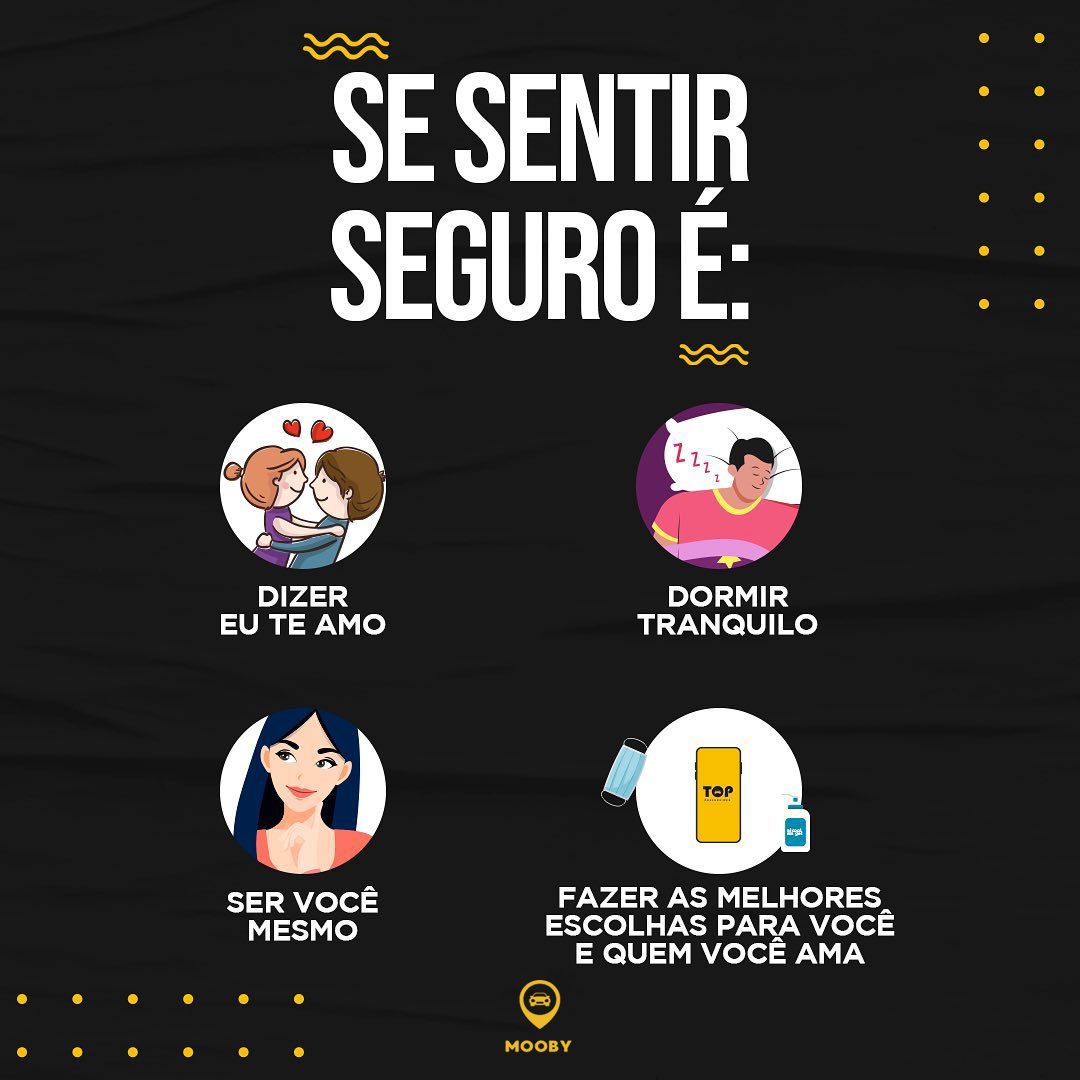 SE SENTIR
SEGURO É:
Z Z Z Z
DIZER
EU TE AMO
DORMIR
TRANQUILO
TOP
SER VOCÊ
MESMO
FAZER AS MELHORES
ESCOLHAS PARA VOCÊ
E QUEM VOCÊ AMA
MOOBY